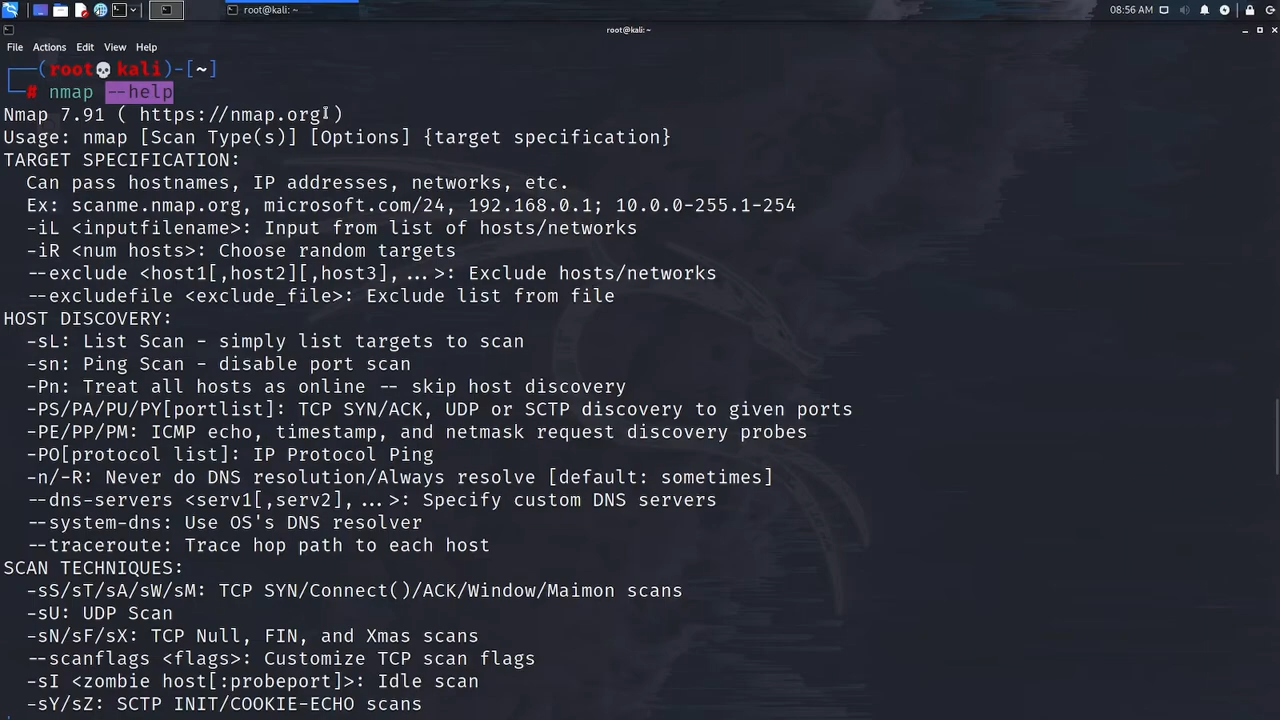 root@kali: ~
08:56 AM
root@kali: ~
File Actions Edit View Help
(root💀kali)-[~]
# nmap --help
Nmap 7.91 ( https://nmap.org )
Usage: nmap [Scan Type(s)] [Options] {target specification}
TARGET SPECIFICATION:
Can pass hostnames, IP addresses, networks, etc.
Ex: scanme.nmap.org, microsoft.com/24, 192.168.0.1; 10.0.0-255.1-254
-iL <inputfilename>: Input from list of hosts/networks
-iR <num hosts>: Choose random targets
--exclude <host1[,host2][,host3],...>: Exclude hosts/networks
--excludefile <exclude_file>: Exclude list from file
HOST DISCOVERY:
-sL: List Scan - simply list targets to scan
-sn: Ping Scan - disable port scan
-Pn: Treat all hosts as online -- skip host discovery
-PS/PA/PU/PY[portlist]: TCP SYN/ACK, UDP or SCTP discovery to given ports
-PE/PP/PM: ICMP echo, timestamp, and netmask request discovery probes
-PO[protocol list]: IP Protocol Ping
-n/-R: Never do DNS resolution/Always resolve [default: sometimes]
--dns-servers <serv1[,serv2],...>: Specify custom DNS servers
--system-dns: Use OS's DNS resolver
--traceroute: Trace hop path to each host
SCAN TECHNIQUES:
-sS/sT/sA/sW/sM: TCP SYN/Connect()/ACK/Window/Maimon scans
-sU: UDP Scan
-sN/sF/sX: TCP Null, FIN, and Xmas scans
--scanflags <flags>: Customize TCP scan flags
-sI <zombie host[:probeport]>: Idle scan
-sY/sZ: SCTP INIT/COOKIE-ECHO scans